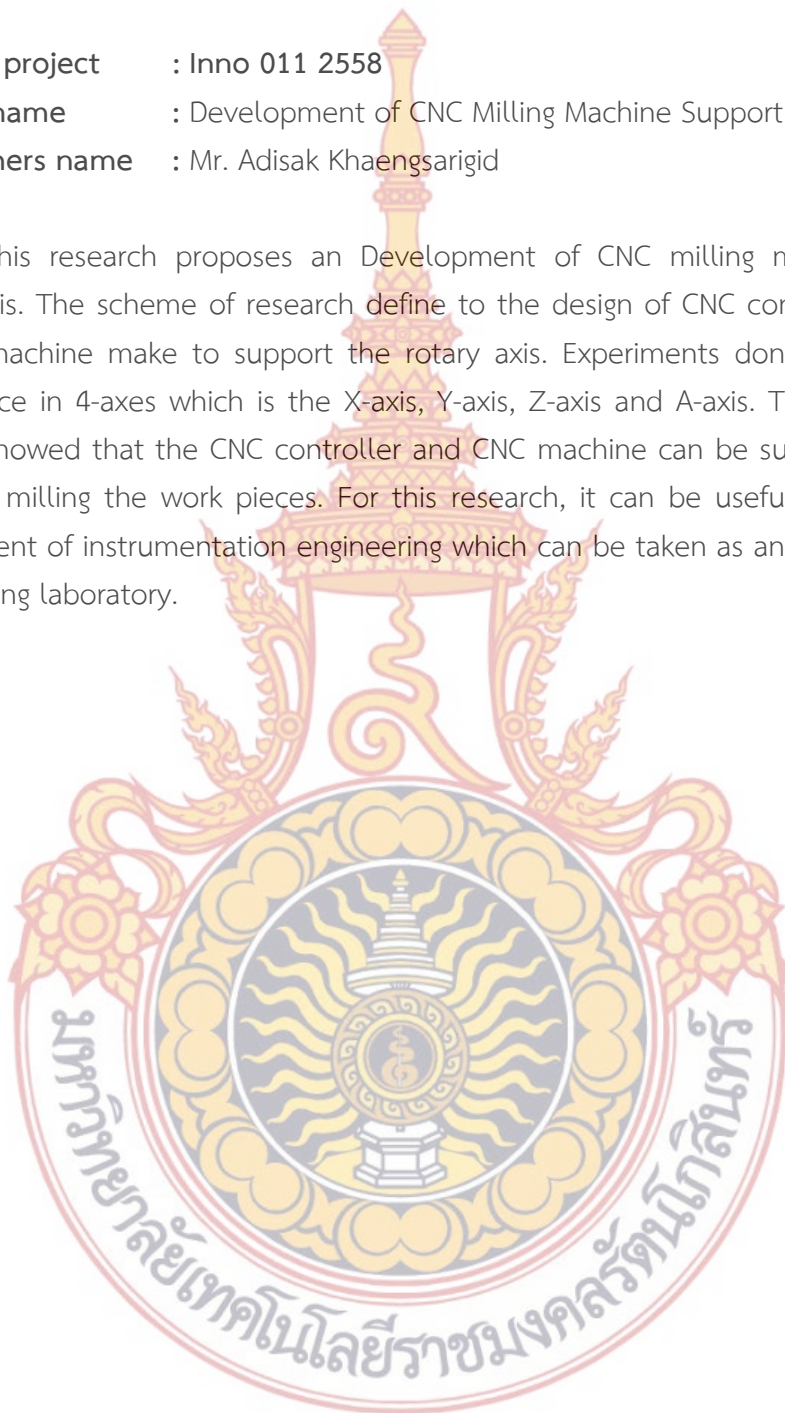 project : Inno 011 2558
name : Development of CNC Milling Machine Support
ners name : Mr. Adisak Khaengsarigid
his research proposes an Development of CNC milling m
is. The scheme of research define to the design of CNC con
machine make to support the rotary axis. Experiments don
ce in 4-axes which is the X-axis, Y-axis, Z-axis and A-axis. T
howed that the CNC controller and CNC machine can be su
milling the work pieces. For this research, it can be usefu
ent of instrumentation engineering which can be taken as an
ng laboratory.
มหาวิทยาลัยเทคโนโลยีราชมงคลรัตนโกสินทร์